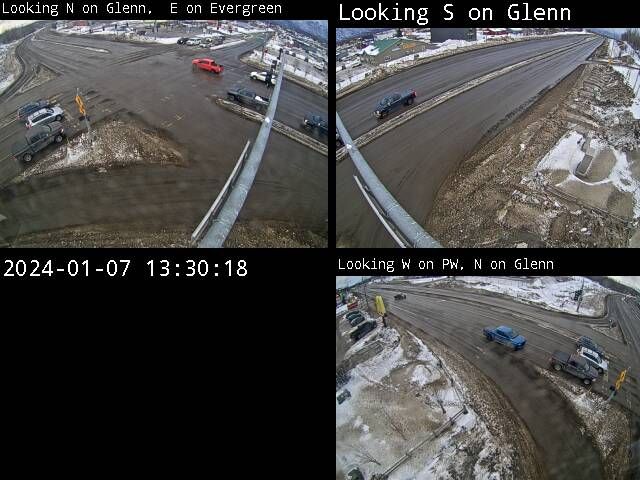 Looking N on Glenn,  E on Evergreen
Looking S on Glenn
2024-01-07 13:30:18
Looking W on PW, N on Glenn